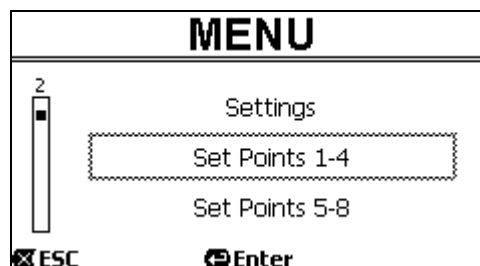 MENU
2
Settings
Set Points 1-4
Set Points 5-8
ESC Enter